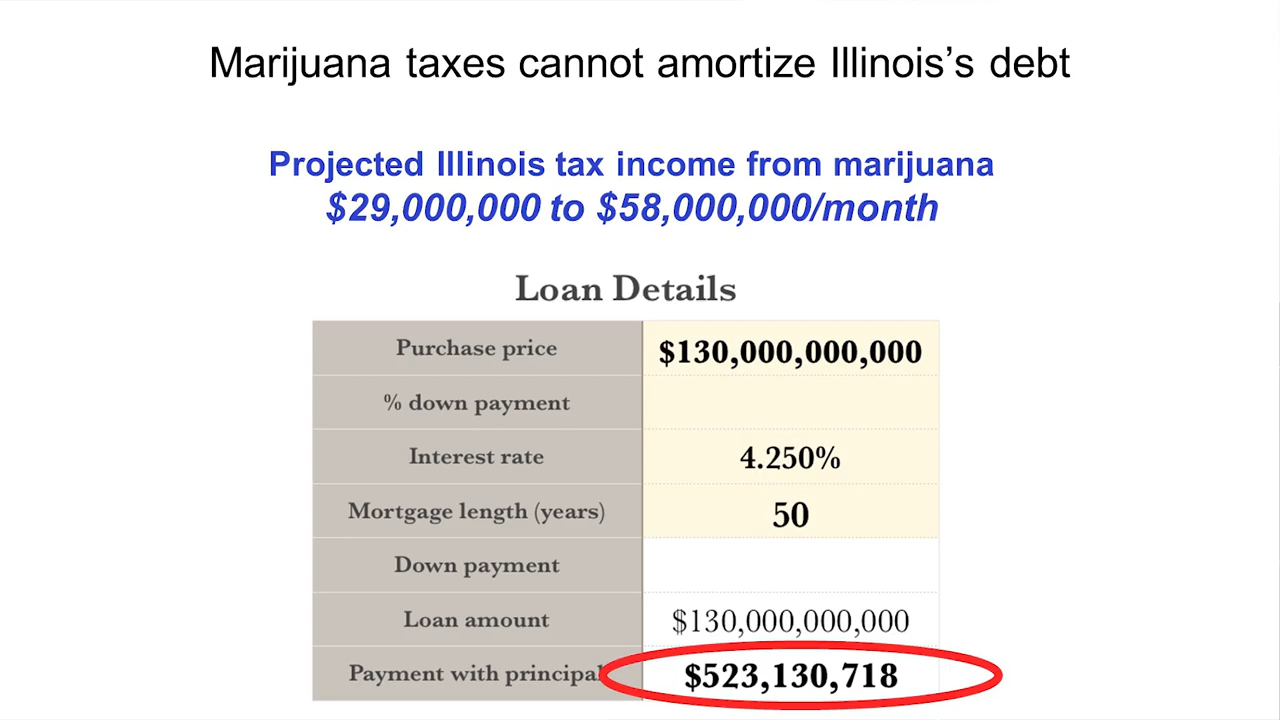 Marijuana taxes cannot amortize Illinois’s debt
Projected Illinois tax income from marijuana
$29,000,000 to $58,000,000/month
Loan Details
Purchase price $130,000,000,000
% down payment
Interest rate 4.250%
Mortgage length (years) 50
Down payment
Loan amount $130,000,000,000
Payment with principal $523,130,718